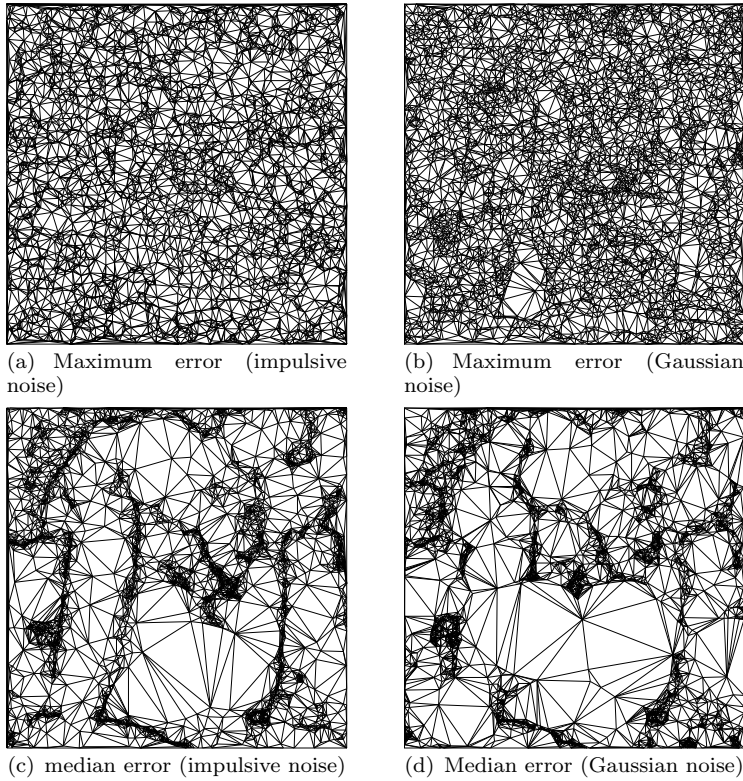 (a) Maximum error (impulsive
noise)
(b) Maximum error (Gaussian
noise)
(c) median error (impulsive noise)
(d) Median error (Gaussian noise)